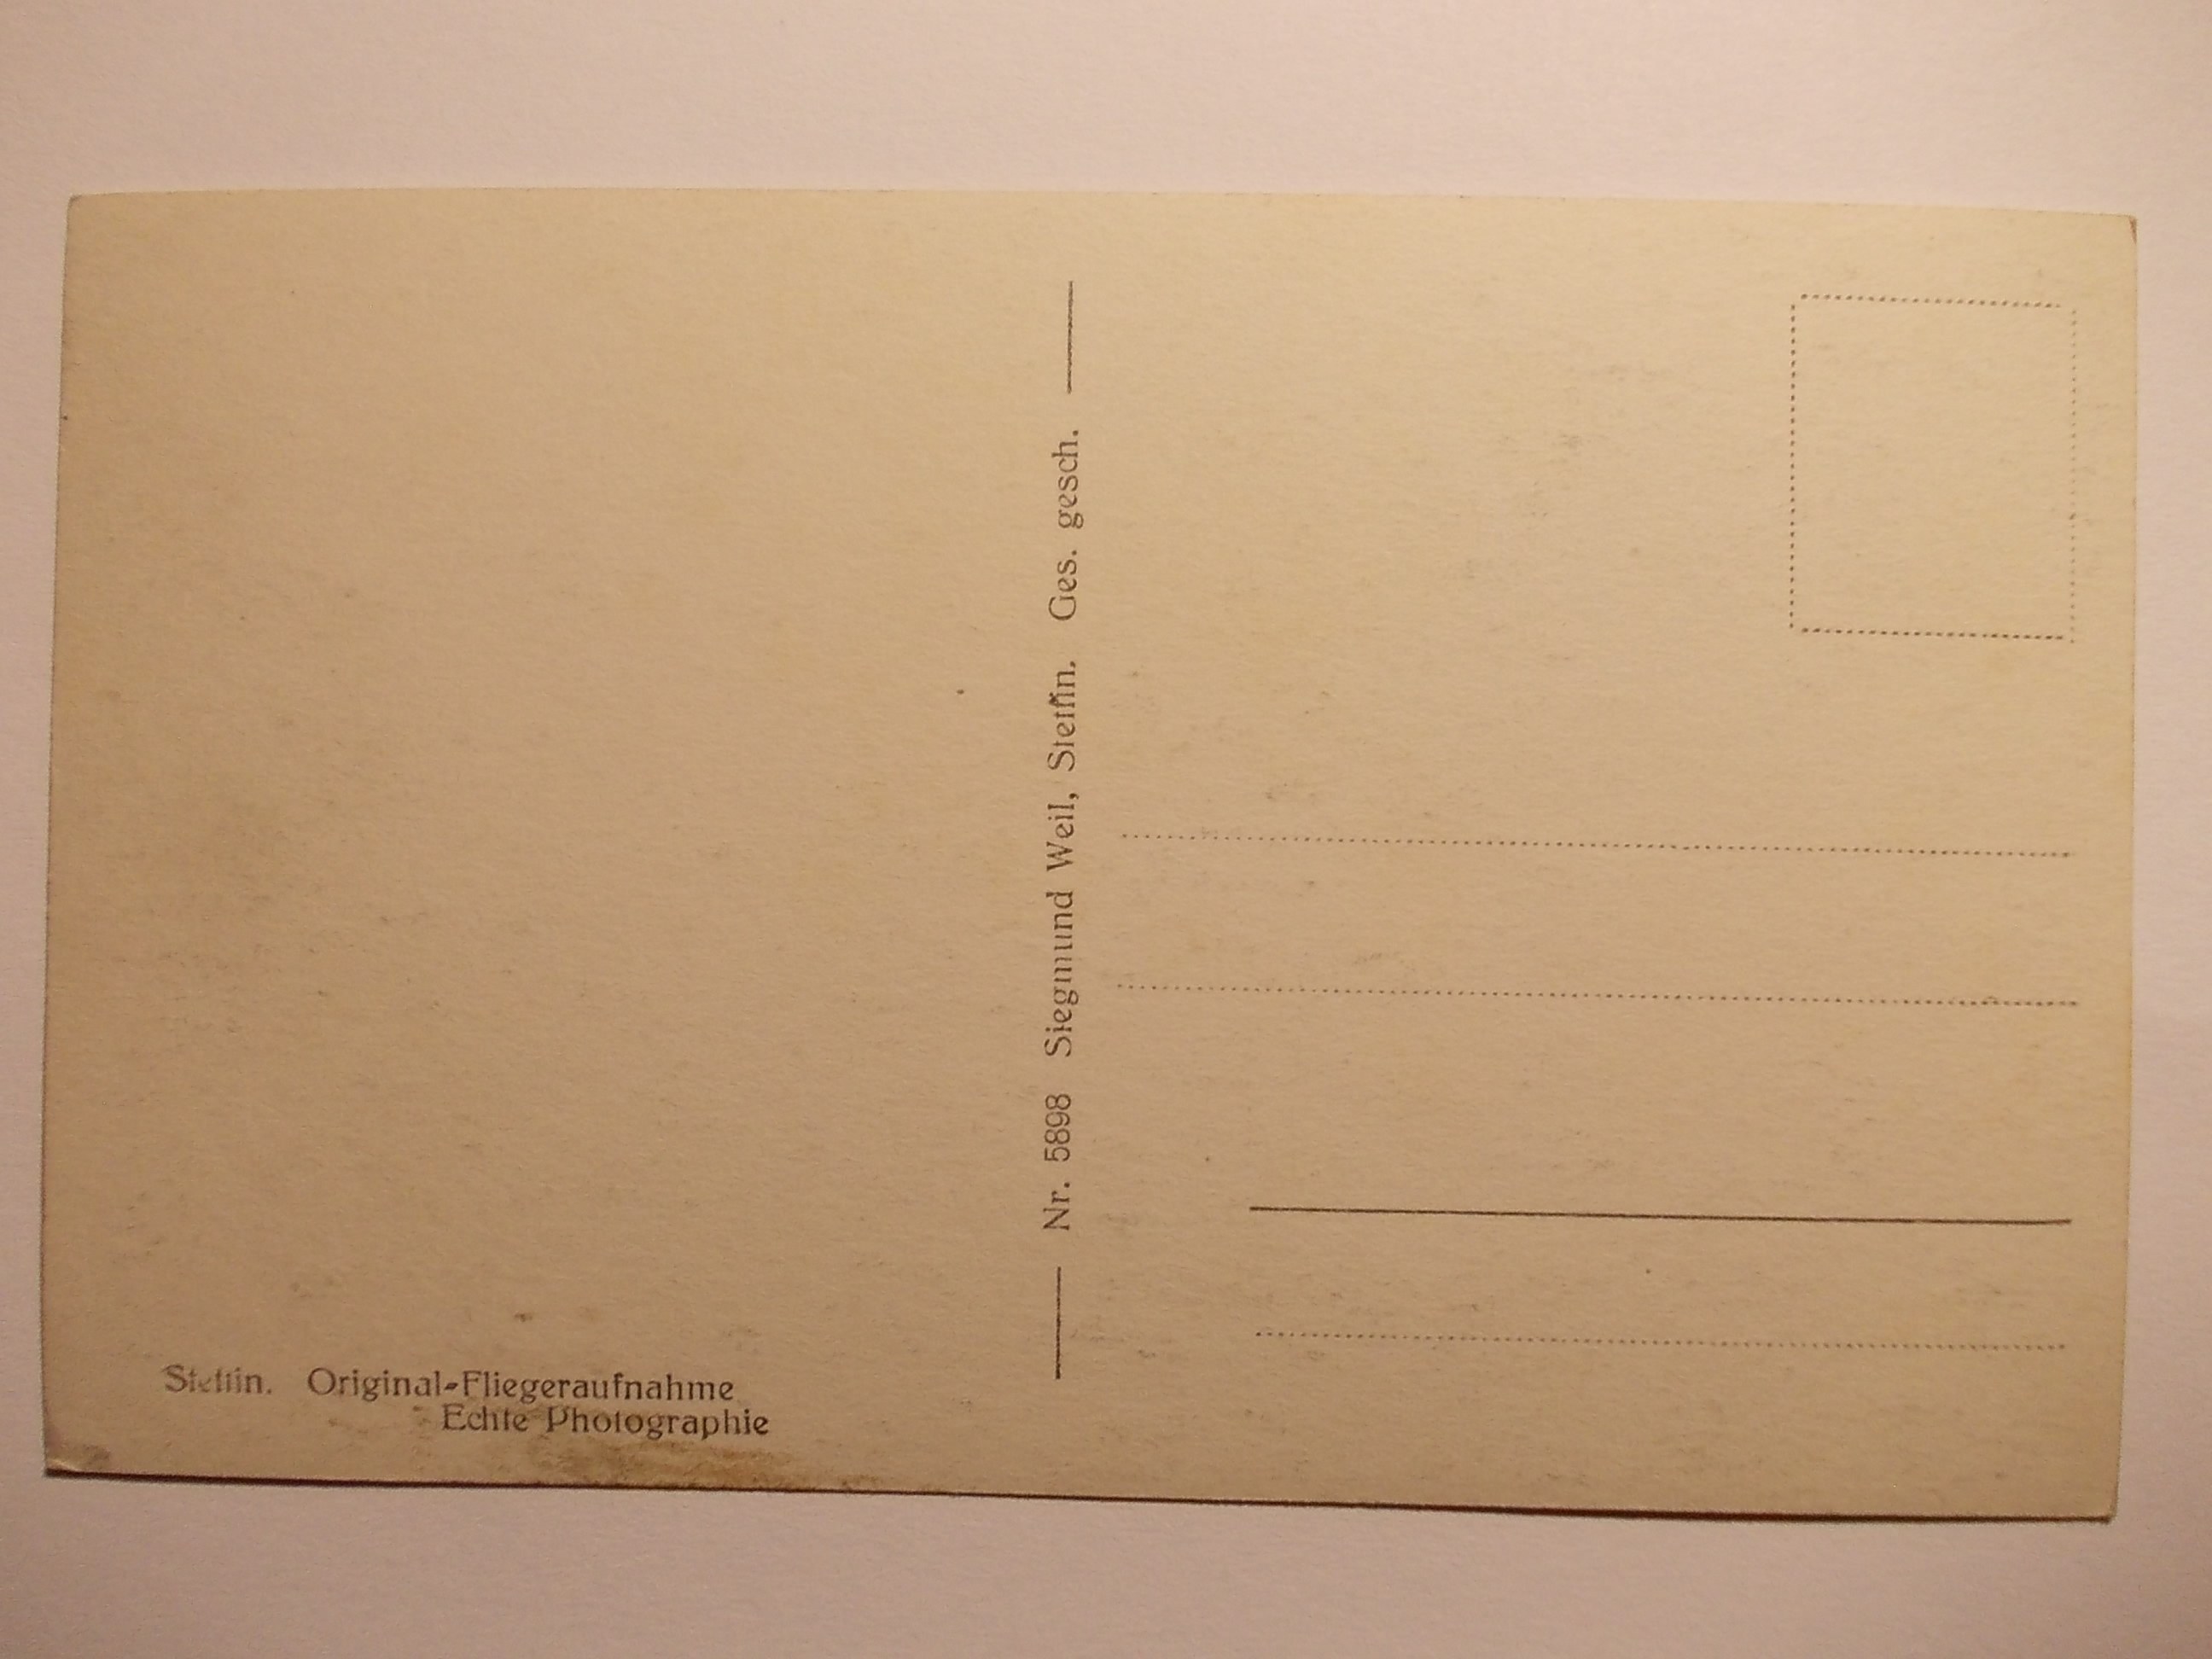 Stettin. Original-Fliegeraufnahme
Echte Photographie
Nr. 5898 Siegmund Weil, Stettin. Ges. gesch.